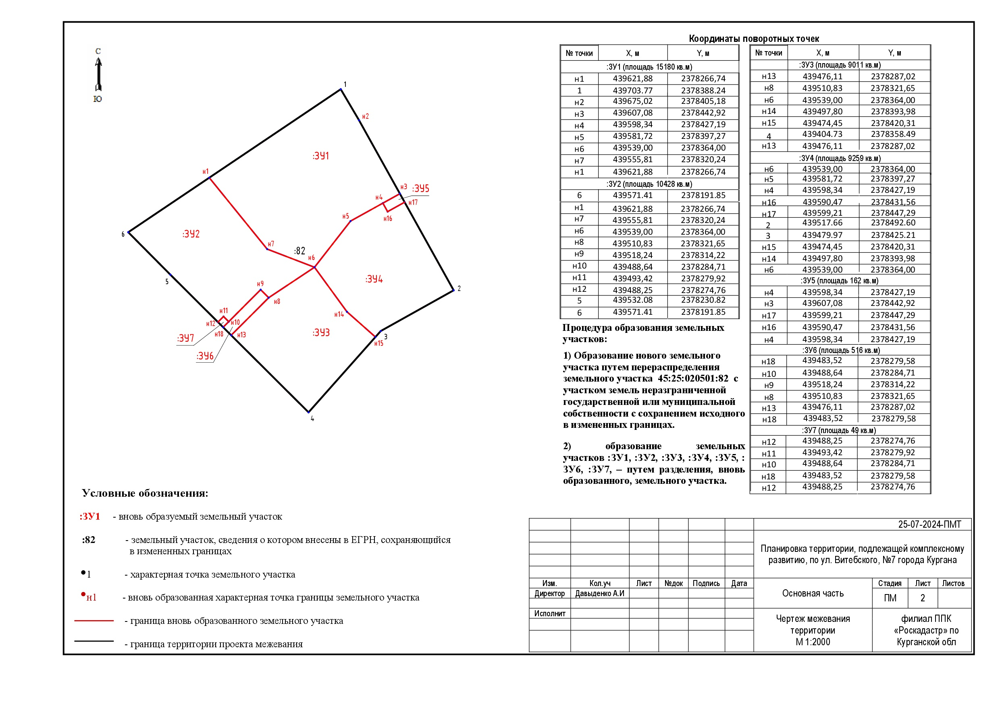 С
Ю
1
н2
:ЗУ1
н1
н3
:ЗУ5
н4
н17
н5
н16
6
:ЗУ2
н7
:82
н6
5
:ЗУ4
2
н9
н8
н11
н14
н12
н10
:ЗУ3
н18
н13
3
:ЗУ7
н15
:ЗУ6
4
Координаты поворотных точек
№ точки X, м Y, м
:ЗУ1 (площадь 15180 кв.м)
н1 439621,88 2378266,74
1 439703.77 2378388.24
н2 439675,02 2378405,18
н3 439607,08 2378442,92
н4 439598,34 2378427,19
н5 439581,72 2378397,27
н6 439539,00 2378364,00
н7 439555,81 2378320,24
н1 439621,88 2378266,74
:ЗУ2 (площадь 10428 кв.м)
6 439571.41 2378191.85
н1 439621,88 2378266,74
н7 439555,81 2378320,24
н6 439539,00 2378364,00
н8 439510,83 2378321,65
н9 439518,24 2378314,22
н10 439488,64 2378284,71
н11 439493,42 2378279,92
н12 439488,25 2378274,76
5 439532.08 2378230.82
6 439571.41 2378191.85
№ точки X, м Y, м
:ЗУ3 (площадь 9011 кв.м)
н13 439476,11 2378287,02
н8 439510,83 2378321,65
н6 439539,00 2378364,00
н14 439497,80 2378393,98
н15 439474,45 2378420,31
4 439404.73 2378358.49
н13 439476,11 2378287,02
:ЗУ4 (площадь 9259 кв.м)
н6 439539,00 2378364,00
н5 439581,72 2378397,27
н4 439598,34 2378427,19
н16 439590,47 2378431,56
н17 439599,21 2378447,29
2 439517.66 2378492.60
3 439479.97 2378425.21
н15 439474,45 2378420,31
н14 439497,80 2378393,98
н6 439539,00 2378364,00
:ЗУ5 (площадь 162 кв.м)
н4 439598,34 2378427,19
н3 439607,08 2378442,92
н17 439599,21 2378447,29
н16 439590,47 2378431,56
н4 439598,34 2378427,19
:ЗУ6 (площадь 516 кв.м)
н18 439483,52 2378279,58
н10 439488,64 2378284,71
н9 439518,24 2378314,22
н8 439510,83 2378321,65
н13 439476,11 2378287,02
н18 439483,52 2378279,58
:ЗУ7 (площадь 49 кв.м)
н12 439488,25 2378274,76
н11 439493,42 2378279,92
н10 439488,64 2378284,71
н18 439483,52 2378279,58
н12 439488,25 2378274,76
Процедура образования земельных
участков:
1) Образование нового земельного
участка путем перераспределения
земельного участка 45:25:020501:82 с
участком земель неразграниченной
государственной или муниципальной
собственности с сохранением исходного
в измененных границах.
2) образование земельных
участков :ЗУ1, :ЗУ2, :ЗУ3, :ЗУ4, :ЗУ5, :
ЗУ6, :ЗУ7, – путем разделения, вновь
образованного, земельного участка.
Условные обозначения:
:ЗУ1 - вновь образуемый земельный участок
:82 - земельный участок, сведения о котором внесены в ЕГРН, сохраняющийся
в измененных границах
1 - характерная точка земельного участка
н1 - вновь образованная характерная точка границы земельного участка
- граница вновь образованного земельного участка
- граница территории проекта межевания
25-07-2024-ПМТ
Планировка территории, подлежащей комплексному
развитию, по ул. Витебского, №7 города Кургана
Изм. Кол.уч Лист №док Подпись Дата
Директор Давыденко А.И
Исполнит
Основная часть
Стадия Лист Листов
ПМ 2
Чертеж межевания
территории
М 1:2000
филиал ППК
«Роскадастр» по
Курганской обл